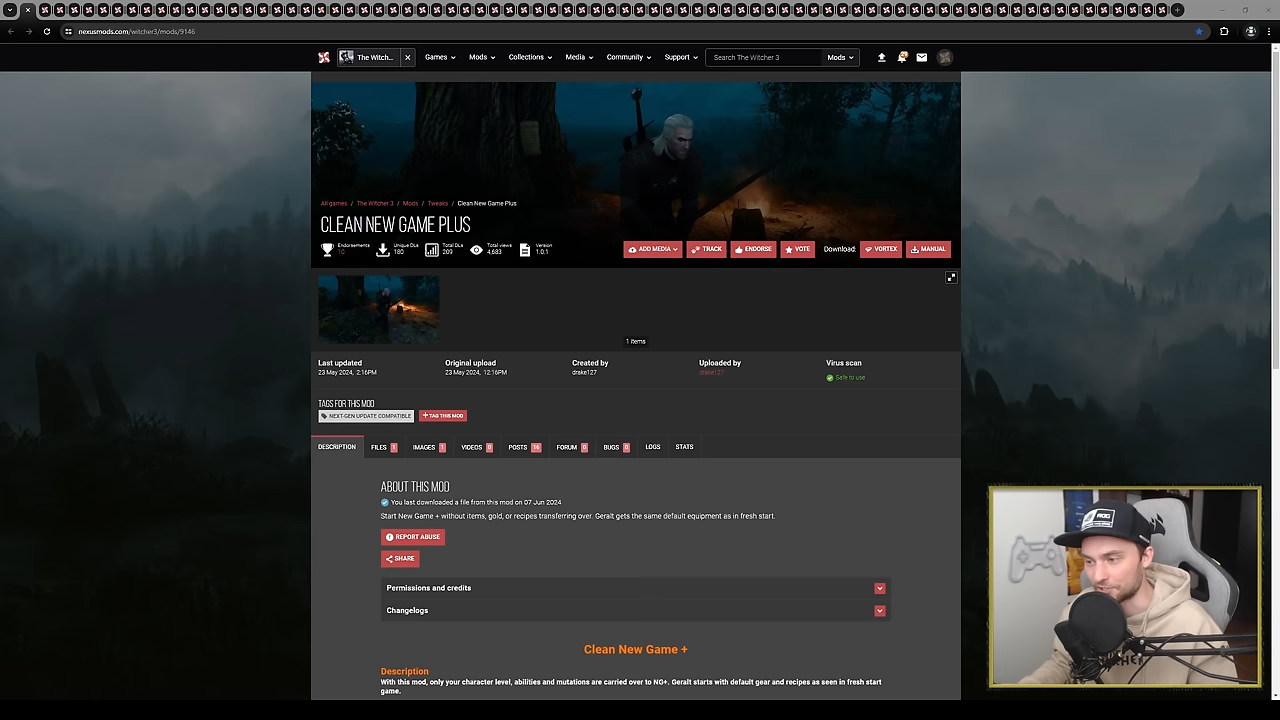 nexusmods.com/witcher3/mods/9146
The Witch...
Games
Mods
Collections
Media
Community
Support
Search The Witcher 3
Mods
All games / The Witcher 3 / Mods / Tweaks / Clean New Game Plus
CLEAN NEW GAME PLUS
Endorsements
10
Unique DLs
180
Total DLs
209
Total views
4,683
Version
1.0.1
ADD MEDIA
TRACK
ENDORSE
VOTE
Download:
VORTEX
MANUAL
1 items
Last updated
23 May 2024, 2:16PM
Original upload
23 May 2024, 12:16PM
Created by
drake127
Uploaded by
drake127
Virus scan
Safe to use
TAGS FOR THIS MOD
NEXT-GEN UPDATE COMPATIBLE
+ TAG THIS MOD
DESCRIPTION
FILES 1
IMAGES 1
VIDEOS 0
POSTS 16
FORUM 0
BUGS 0
LOGS
STATS
ABOUT THIS MOD
You last downloaded a file from this mod on 07 Jun 2024
Start New Game + without items, gold, or recipes transferring over. Geralt gets the same default equipment as in fresh start.
REPORT ABUSE
SHARE
Permissions and credits
Changelogs
Clean New Game +
Description
With this mod, only your character level, abilities and mutations are carried over to NG+. Geralt starts with default gear and recipes as seen in fresh start
game.